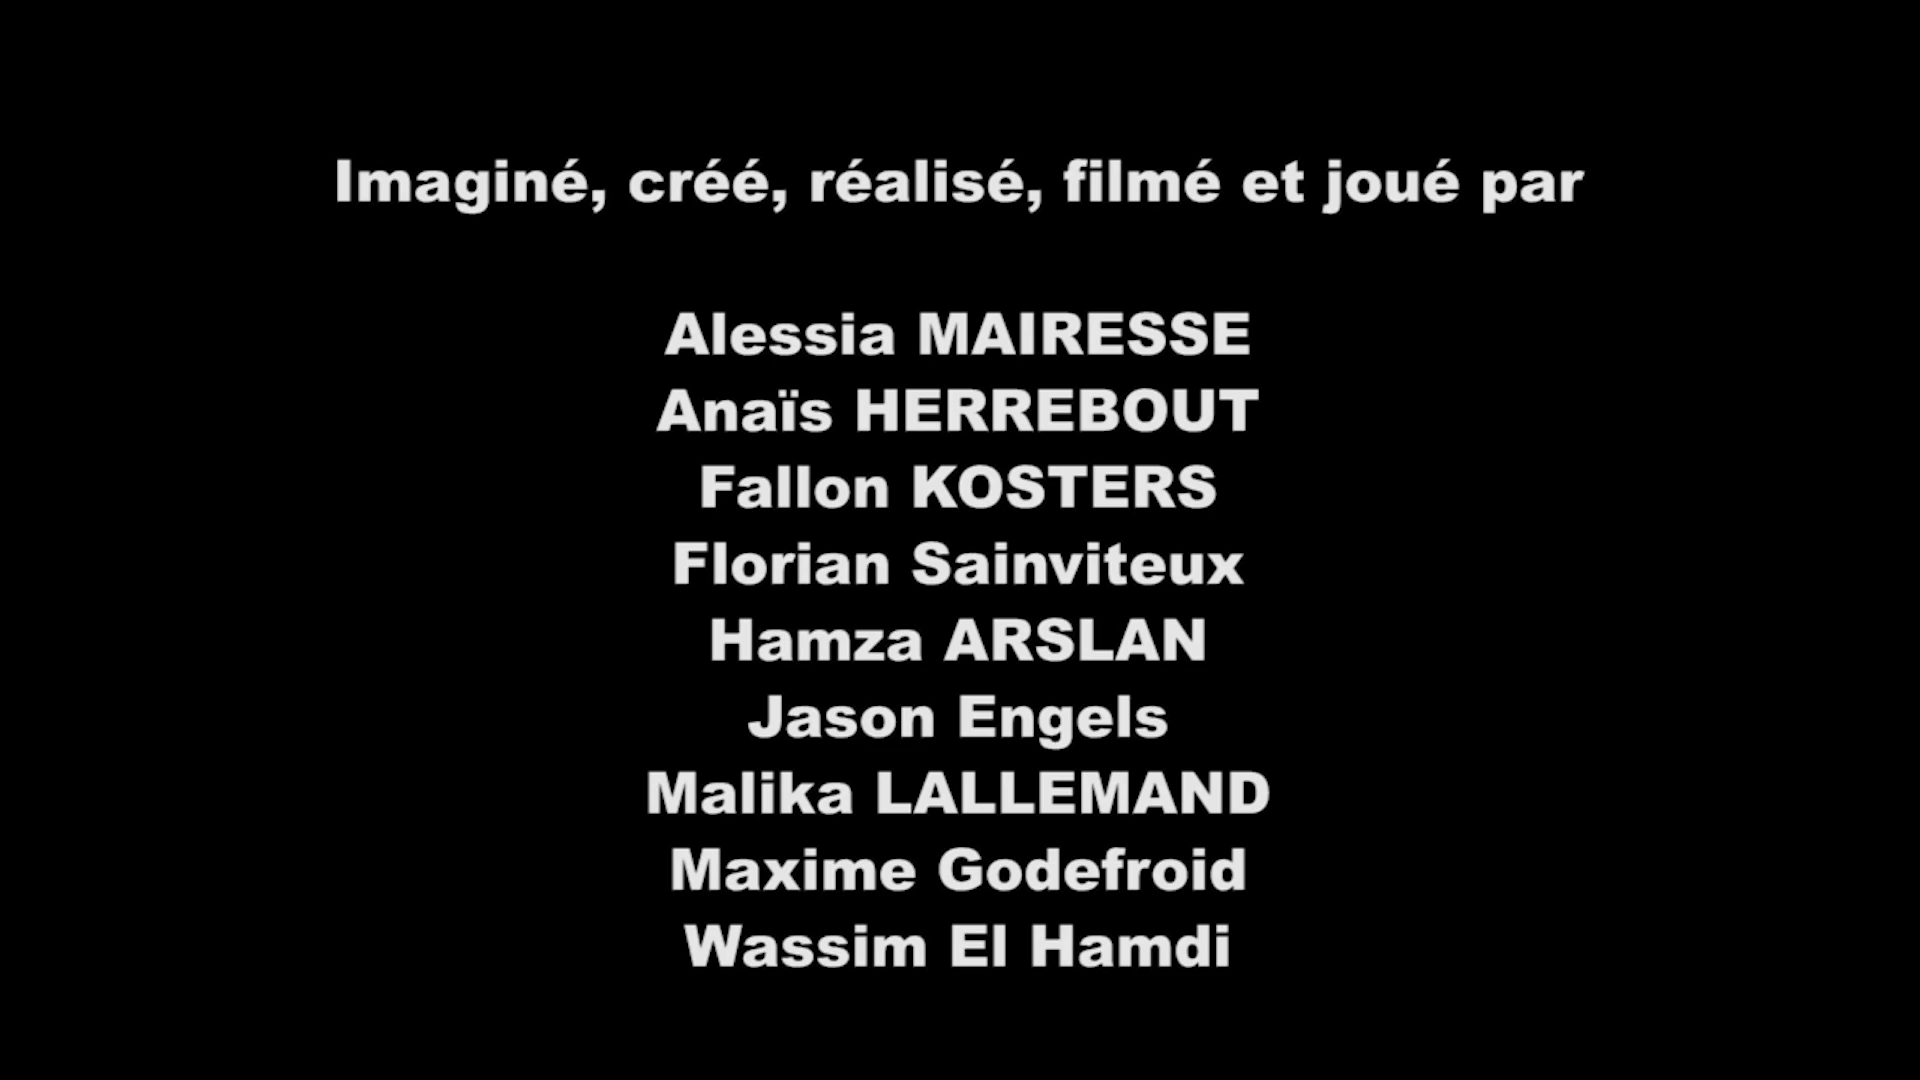 Imaginé, créé, réalisé, filmé et joué par
Alessia MAIRESSE
Anaïs HERREBOUT
Fallon KOSTERS
Florian Sainviteux
Hamza ARSLAN
Jason Engels
Malika LALLEMAND
Maxime Godefroid
Wassim El Hamdi